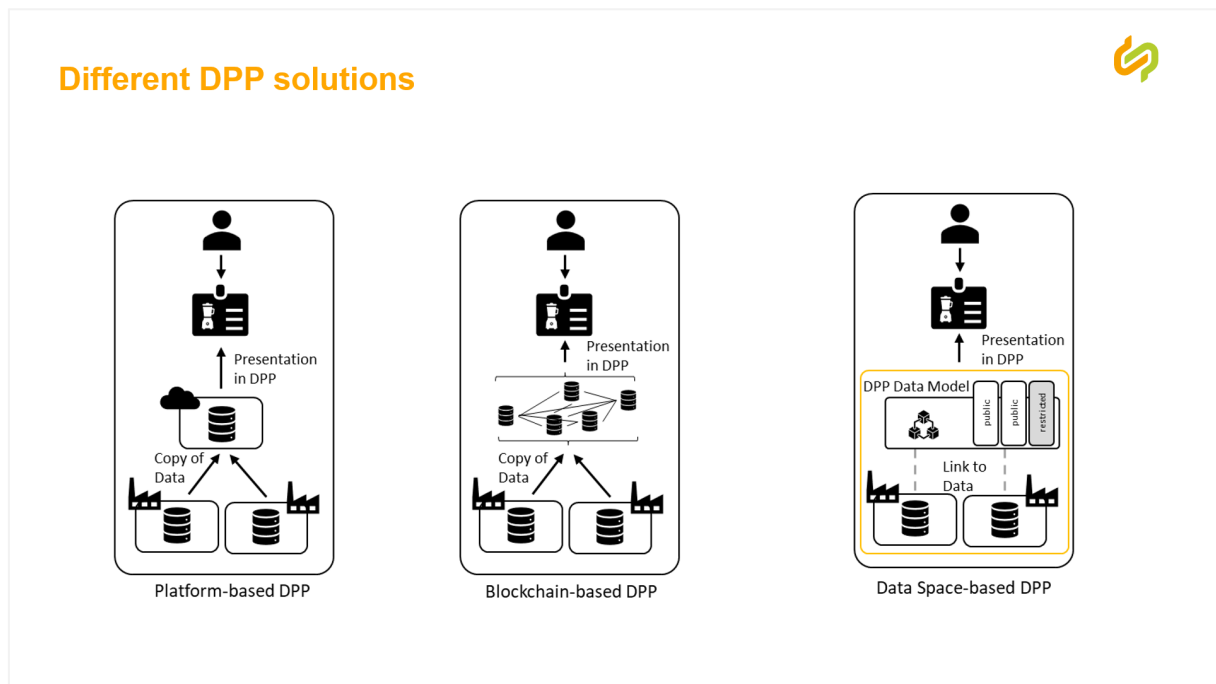 Different DPP solutions
Presentation
in DPP
Copy of
Data
Platform-based DPP
Presentation
in DPP
Copy of
Data
Blockchain-based DPP
Presentation
in DPP
DPP Data Model
public
public
restricted
Link to
Data
Data Space-based DPP